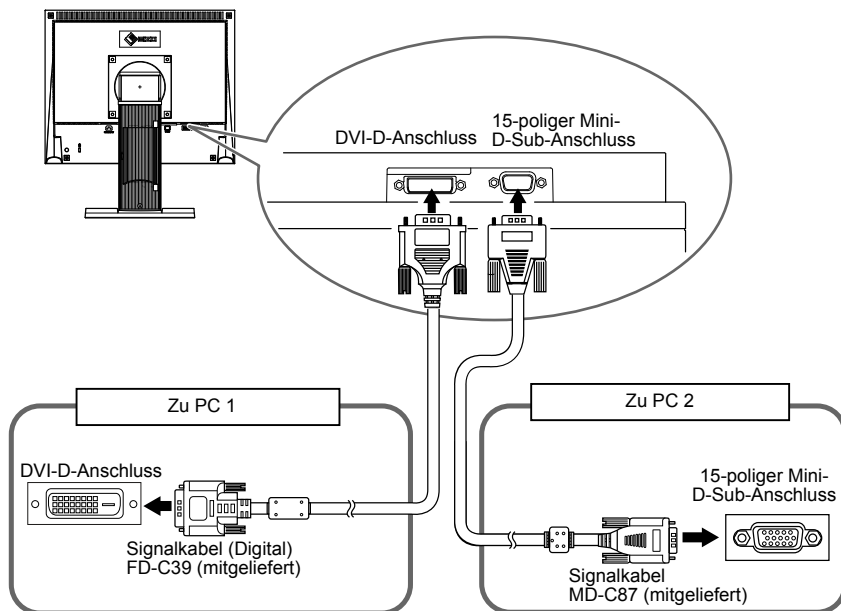 EIZO
15-poliger Mini-
D-Sub-Anschluss
DVI-D-Anschluss
Zu PC 1
DVI-D-Anschluss
Signalkabel (Digital)
FD-C39 (mitgeliefert)
Zu PC 2
15-poliger Mini-
D-Sub-Anschluss
Signalkabel
MD-C87 (mitgeliefert)